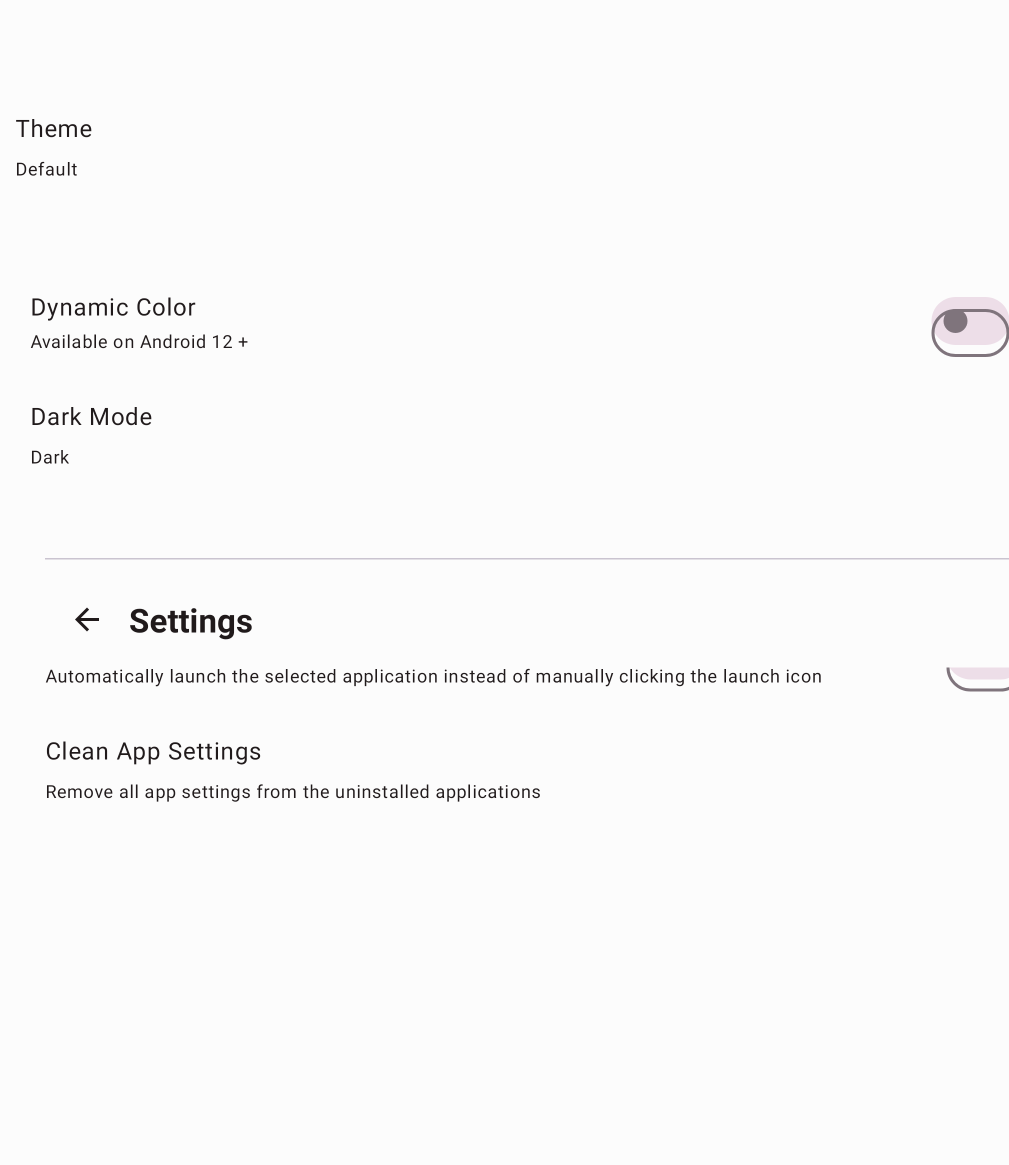 Theme
Default
Dynamic Color
Available on Android 12 +
Dark Mode
Dark
Settings
Automatically launch the selected application instead of manually clicking the launch icon
Clean App Settings
Remove all app settings from the uninstalled applications